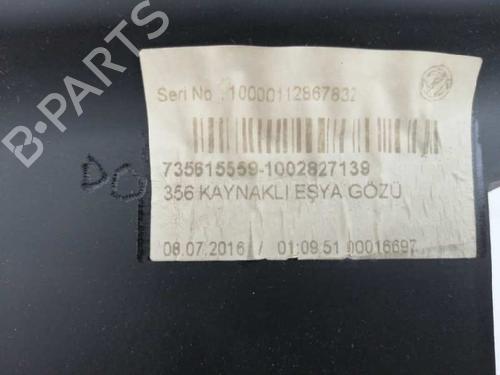 B-PARTS
Seri No : 10000112867832
735615559-1002827139
356 KAYNAKLI EŞYA GÖZÜ
08.07.2016 / 01:09.51 00016697
DO